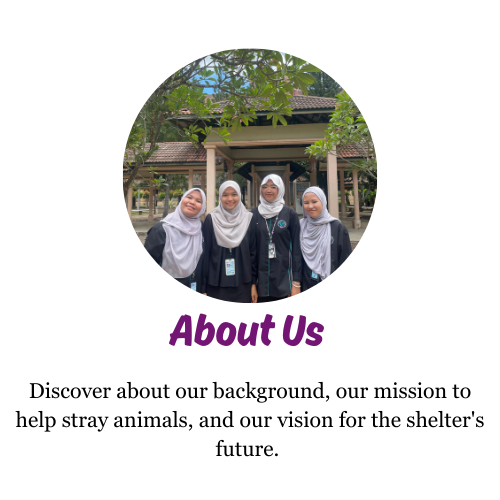 About Us
Discover about our background, our mission to
help stray animals, and our vision for the shelter's
future.